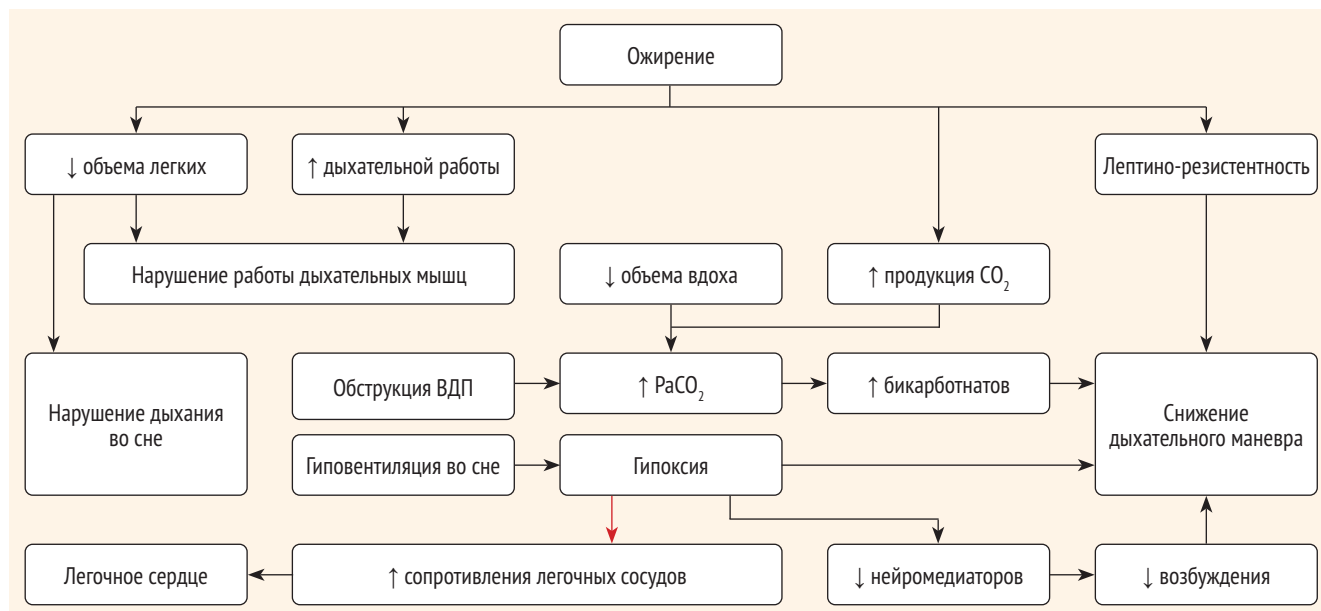 Ожирение
↓ объема легких
↑ дыхательной работы
Лептино-резистентность
Нарушение работы дыхательных мышц
↓ объема вдоха
↑ продукция CO₂
Нарушение дыхания
во сне
Обструкция ВДП
↑ PaCO₂
↑ бикарботнатов
Снижение
дыхательного маневра
Гиповентиляция во сне
Гипоксия
Легочное сердце
↑ сопротивления легочных сосудов
↓ нейромедиаторов
↓ возбуждения